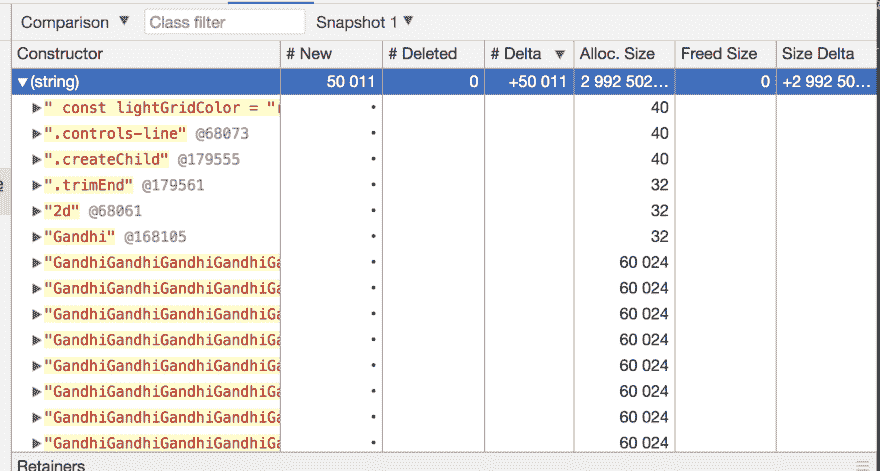 Comparison ▼ Class filter Snapshot 1 ▼
Constructor # New # Deleted # Delta ▼ Alloc. Size Freed Size Size Delta
▼(string) 50 011 0 +50 011 2 992 502… 0 +2 992 50…
▶" const lightGridColor = " • 40
▶".controls-line" @68073 • 40
▶".createChild" @179555 • 40
▶".trimEnd" @179561 • 32
▶"2d" @68061 • 32
▶"Gandhi" @168105 • 32
▶"GandhiGandhiGandhiGandhiGa • 60 024
▶"GandhiGandhiGandhiGandhiGa • 60 024
▶"GandhiGandhiGandhiGandhiGa • 60 024
▶"GandhiGandhiGandhiGandhiGa • 60 024
▶"GandhiGandhiGandhiGandhiGa • 60 024
▶"GandhiGandhiGandhiGandhiGa • 60 024
▶"GandhiGandhiGandhiGandhiGa • 60 024
▶"GandhiGandhiGandhiGandhiGa • 60 024
Retainers